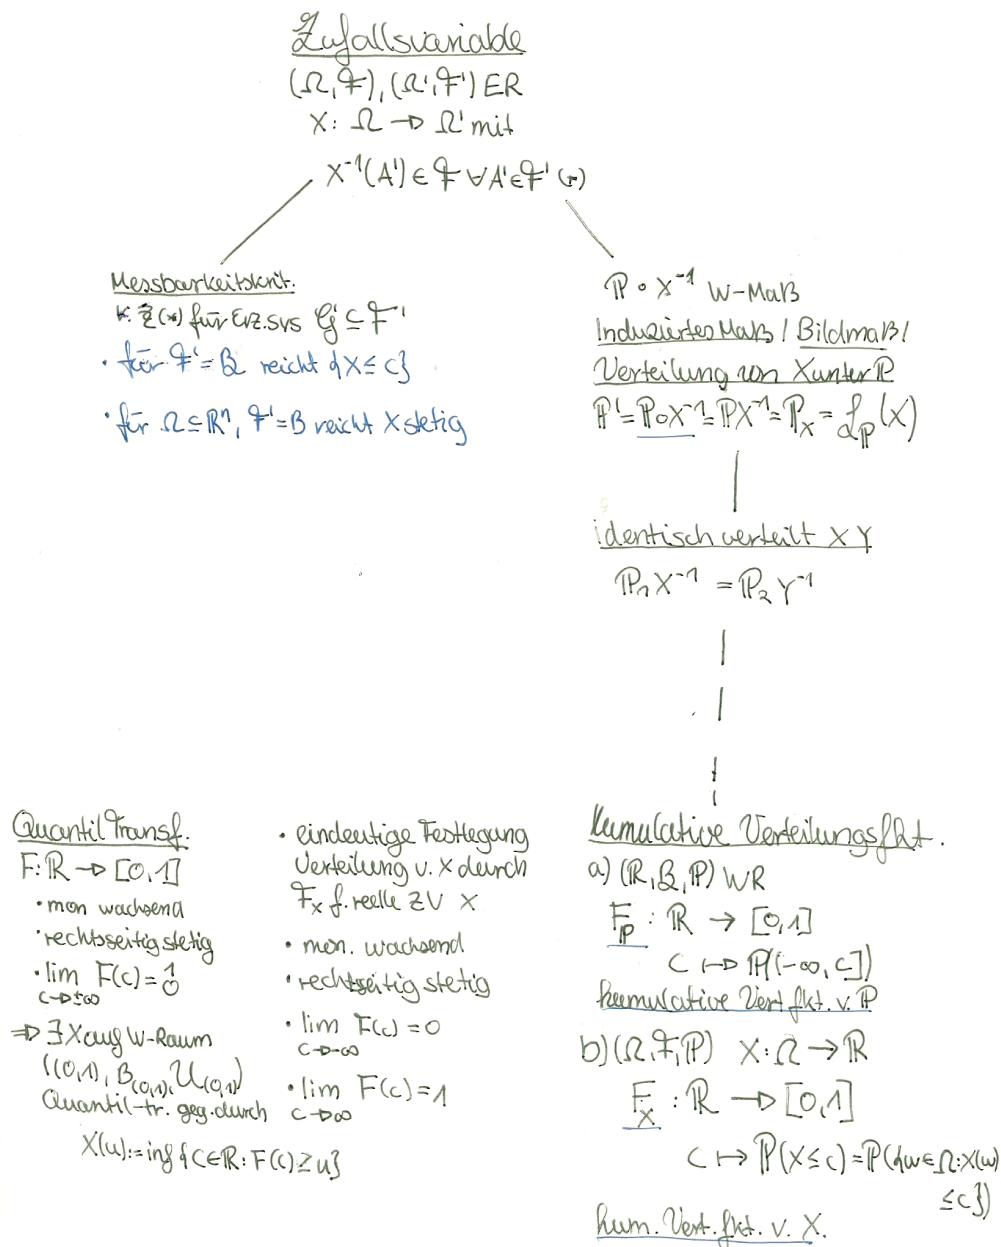 Zufallsvariable
(Ω, F), (Ω', F') ER
X: Ω → Ω' mit
X⁻¹(A') ∈ F ∀A'∈F' (*)
Messbarkeitskrit.
(*) für Erz.sys G' ⊆ F'
• für F' = B reicht {X ≤ c}
• für Ω ⊆ ℝⁿ, F' = B reicht X stetig
ℙ ∘ X⁻¹ W-Maß
Induziertes Maß / Bildmaß /
Verteilung von X unter ℙ
ℙ' = ℙ∘X⁻¹ = ℙX⁻¹ = ℙ_X = ℒ_ℙ(X)
identisch verteilt X Y
ℙ₁X⁻¹ = ℙ₂Y⁻¹
Quantil Transf.
F: ℝ → [0,1]
• mon wachsend
• rechtsseitig stetig
• lim F(c) = 1 0
c→±∞
⇒ ∃ X auf W-Raum
((0,1), B_(0,1), U_(0,1))
Quantil-tr. geg. durch
X(u) := inf {c∈ℝ : F(c) ≥ u}
• eindeutige Festlegung
Verteilung v. X durch
F_X f. reelle ZV X
• mon. wachsend
• rechtsseitig stetig
• lim F(c) = 0
c→-∞
• lim F(c) = 1
c→∞
Kumulative Verteilungsfkt.
a) (ℝ, B, ℙ) WR
F_ℙ : ℝ → [0,1]
c ↦ ℙ((-∞, c])
kumulative Vert.fkt. v. ℙ
b) (Ω, F, ℙ) X: Ω → ℝ
F_X : ℝ → [0,1]
c ↦ ℙ(X ≤ c) = ℙ({ω∈Ω : X(ω)
≤ c})
kum. Vert. fkt. v. X.